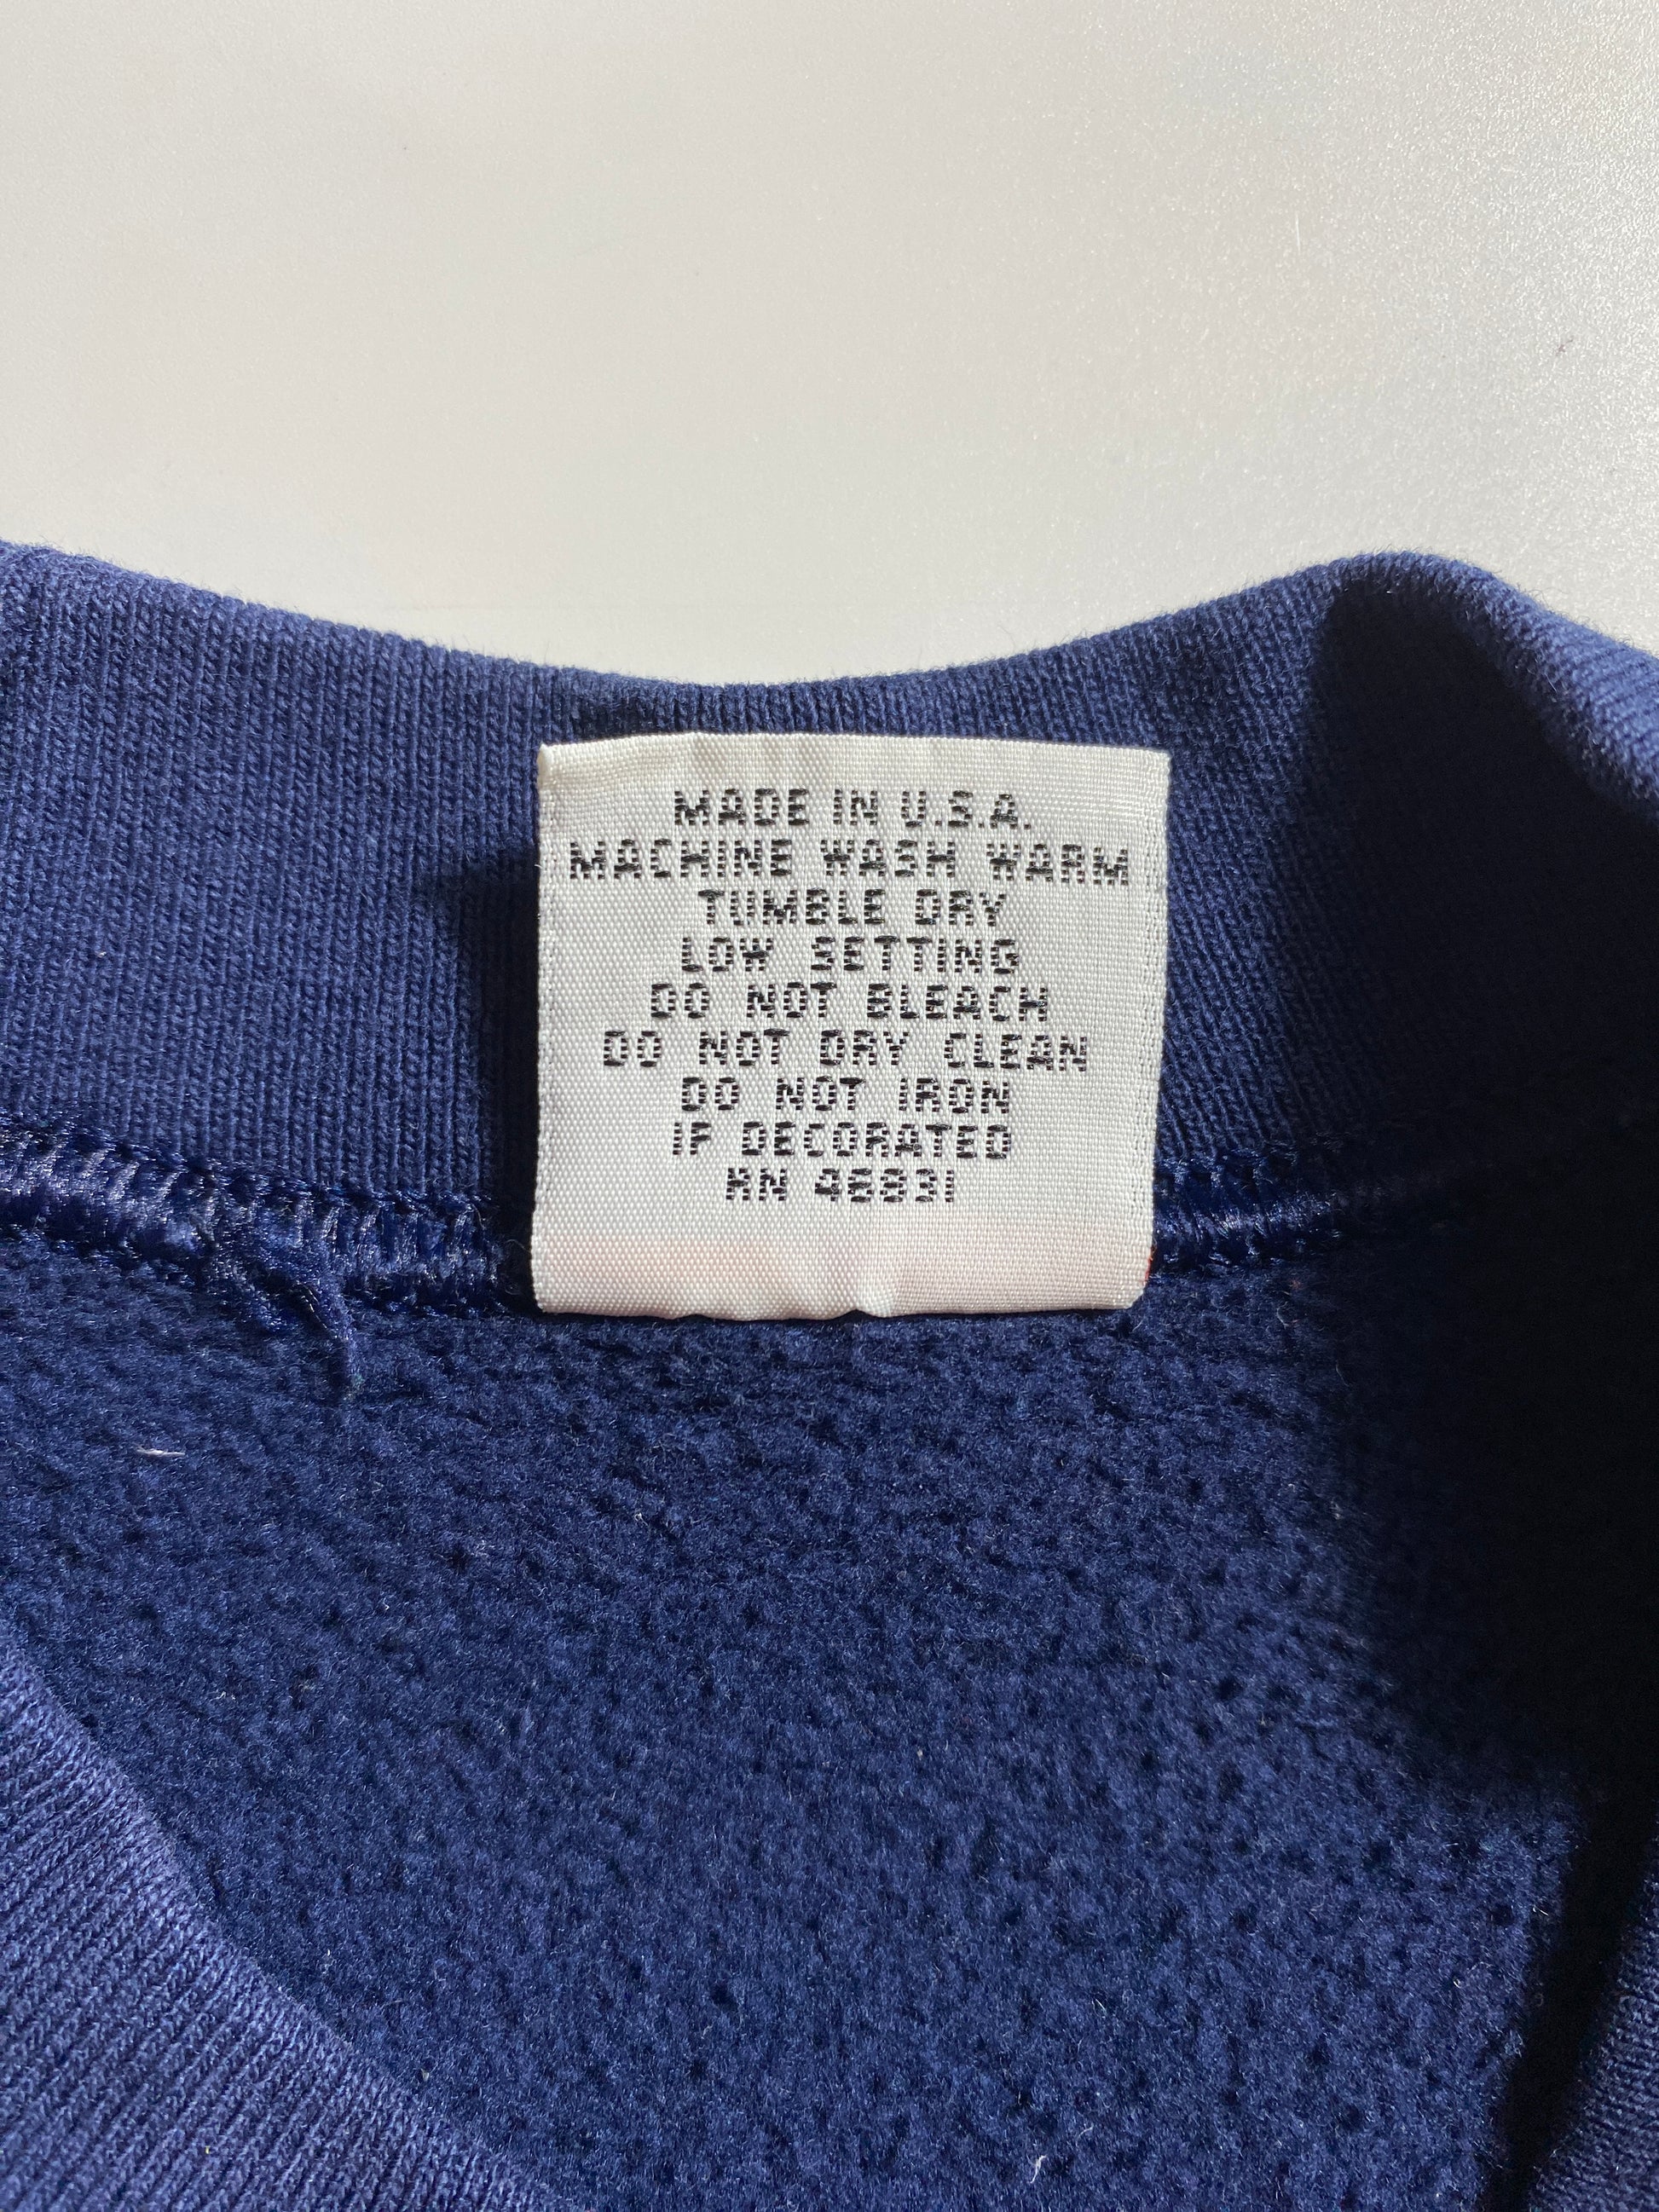 MADE IN U.S.A.
MACHINE WASH WARM
TUMBLE DRY
LOW SETTING
DO NOT BLEACH
DO NOT DRY CLEAN
DO NOT IRON
IF DECORATED
RN